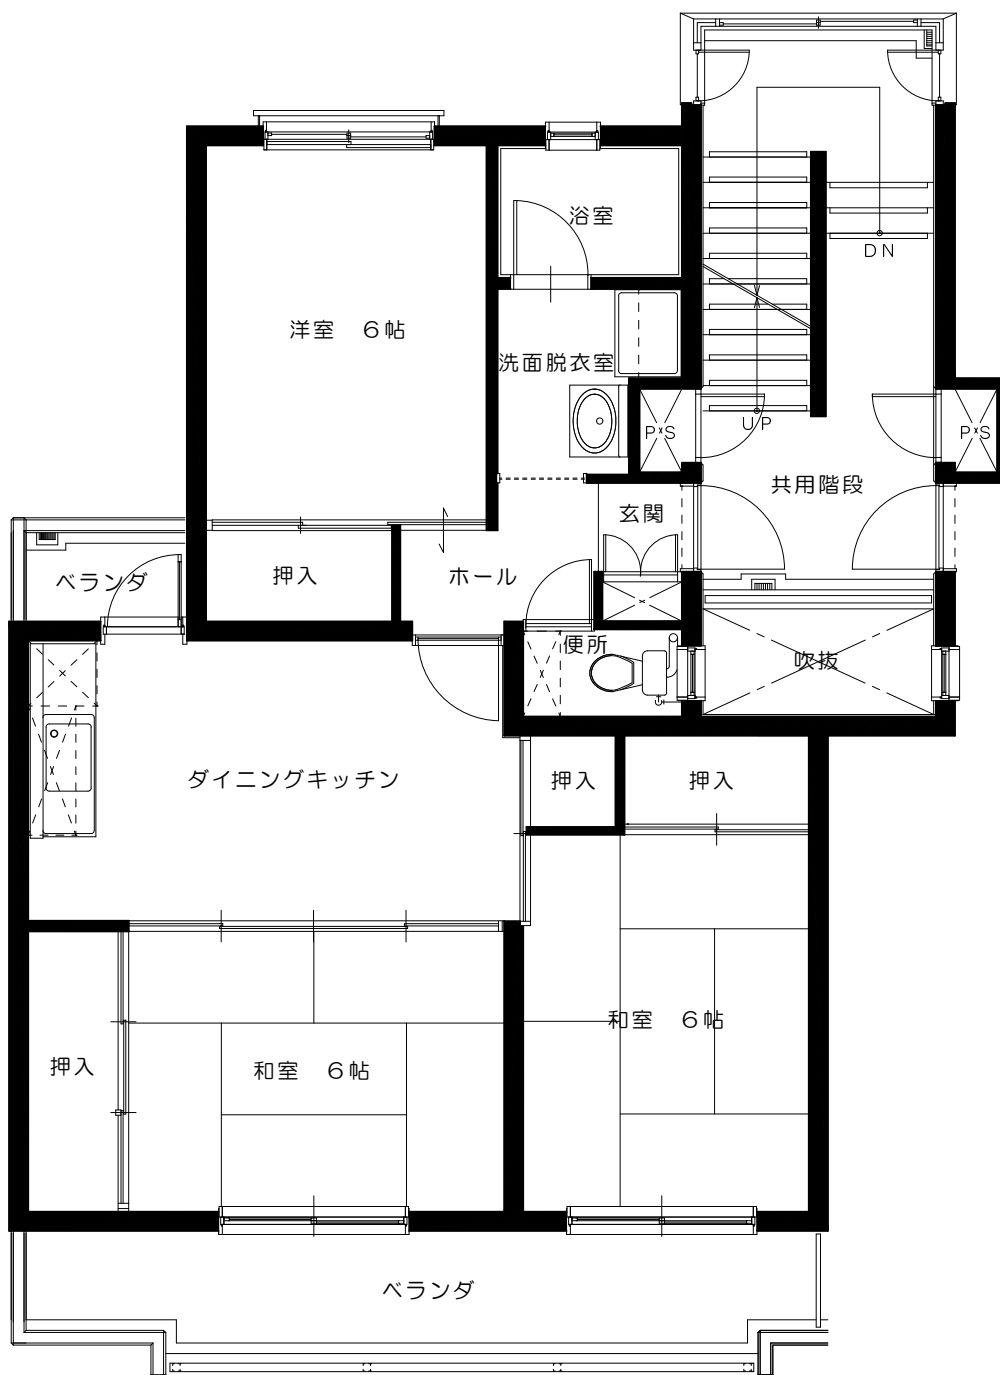 浴室
DN
洋室　6帖
洗面脱衣室
UP
PS
PS
共用階段
玄関
ベランダ
押入
ホール
便所
吹抜
ダイニングキッチン
押入
押入
和室　6帖
押入
和室　6帖
ベランダ